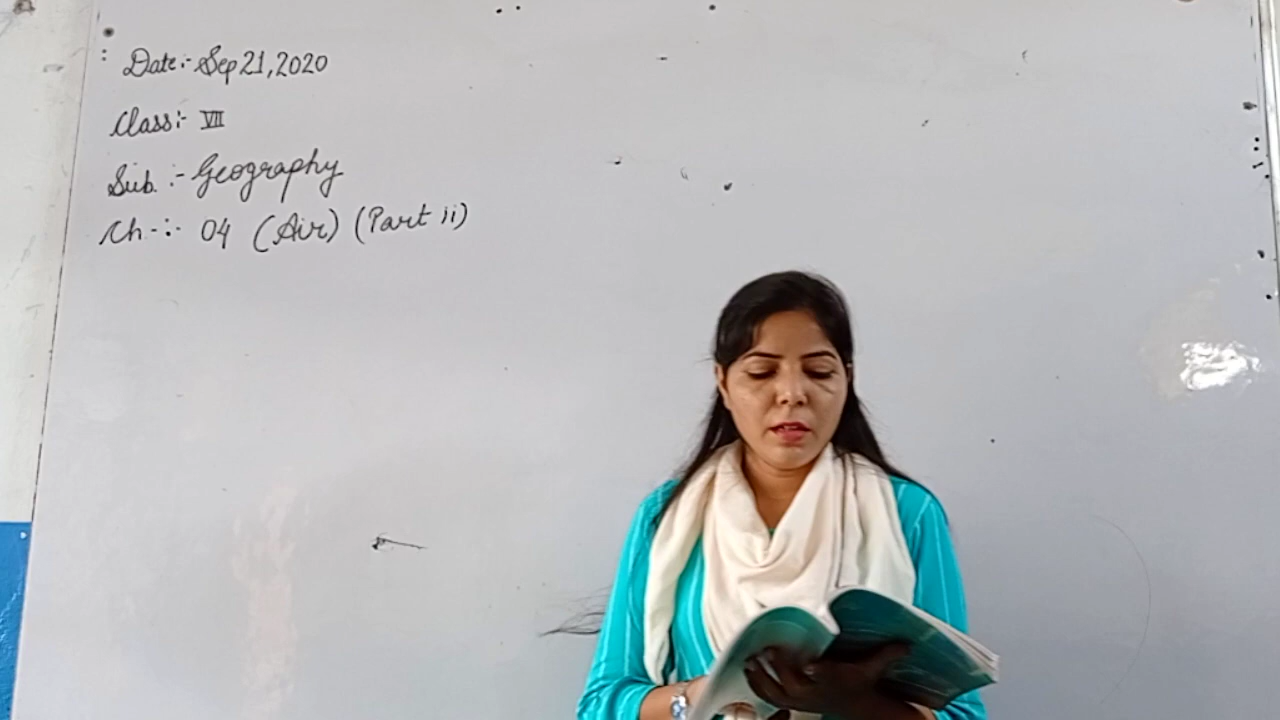 Date:- Sep 21, 2020
Class:- VII
Sub. :- Geography
Ch-:- 04 (Air) (Part ii)